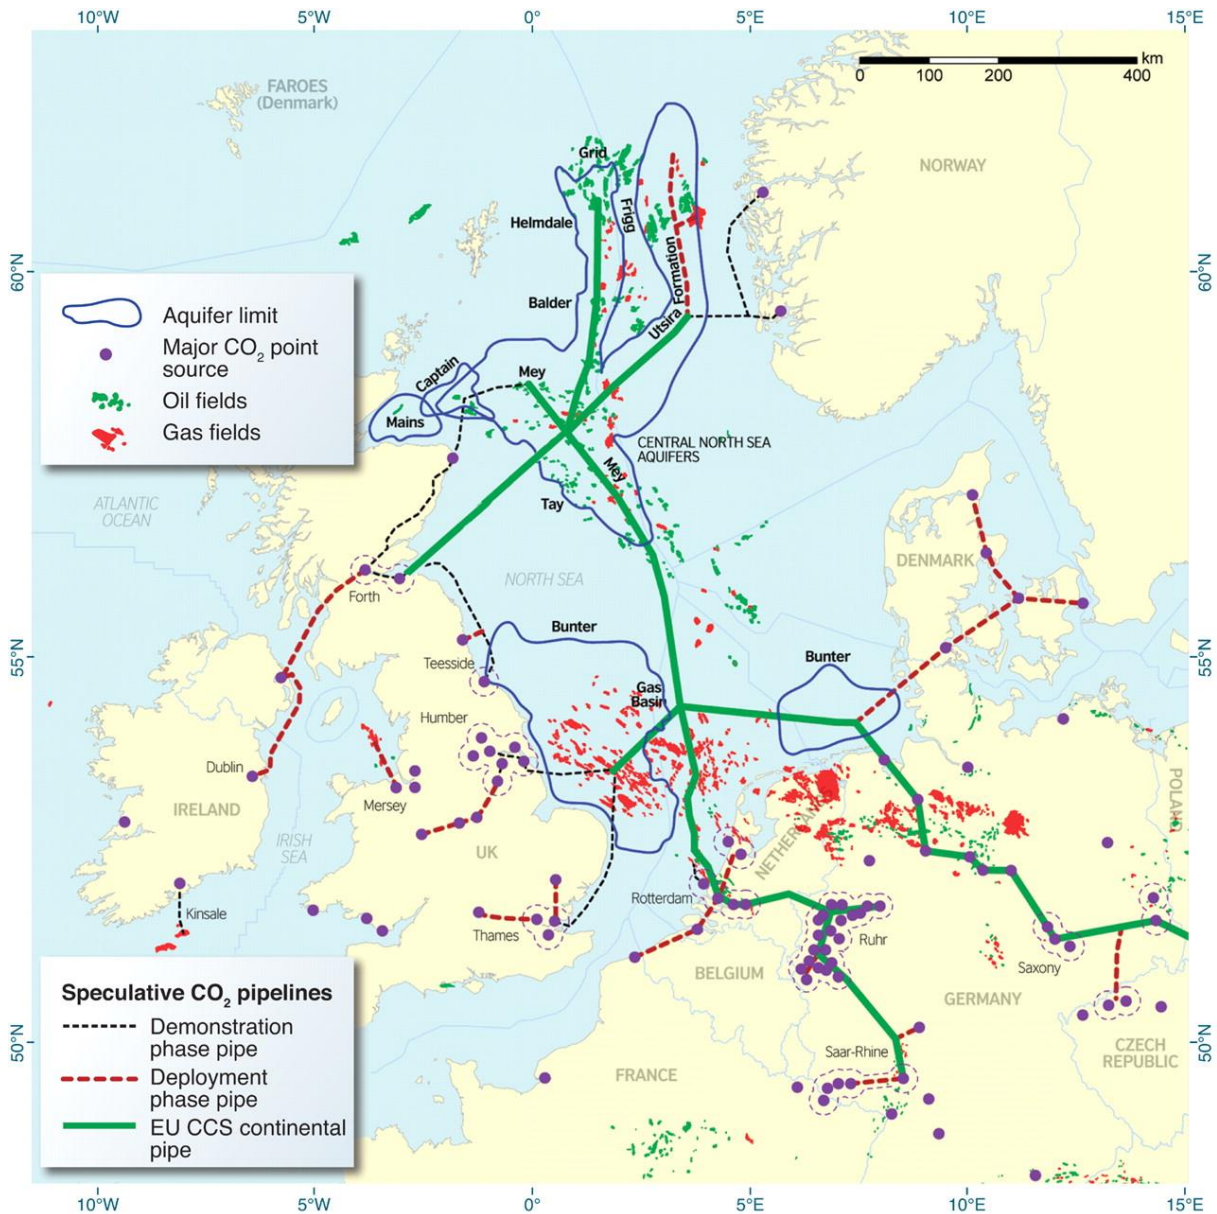 10°W 5°W 0° 5°E 10°E 15°E
km
0 100 200 400
FAROES
(Denmark)
NORWAY
Grid
Helmdale
Frigg
Formation
Utsira
Balder
60°N
60°N
Aquifer limit
Major CO₂ point
source
Oil fields
Gas fields
Captain
Mey
Mains
CENTRAL NORTH SEA
AQUIFERS
Mey
Tay
ATLANTIC
OCEAN
NORTH SEA
DENMARK
Forth
Bunter
Teesside
Bunter
55°N
55°N
Gas
Basin
Humber
Dublin
Mersey
IRELAND
IRISH
SEA
UK
NETHERLANDS
POLAND
Rotterdam
Kinsale
Thames
Ruhr
BELGIUM
Saxony
GERMANY
Speculative CO₂ pipelines
Demonstration
phase pipe
Deployment
phase pipe
EU CCS continental
pipe
50°N
50°N
Saar-Rhine
CZECH
REPUBLIC
FRANCE
10°W 5°W 0° 5°E 10°E 15°E